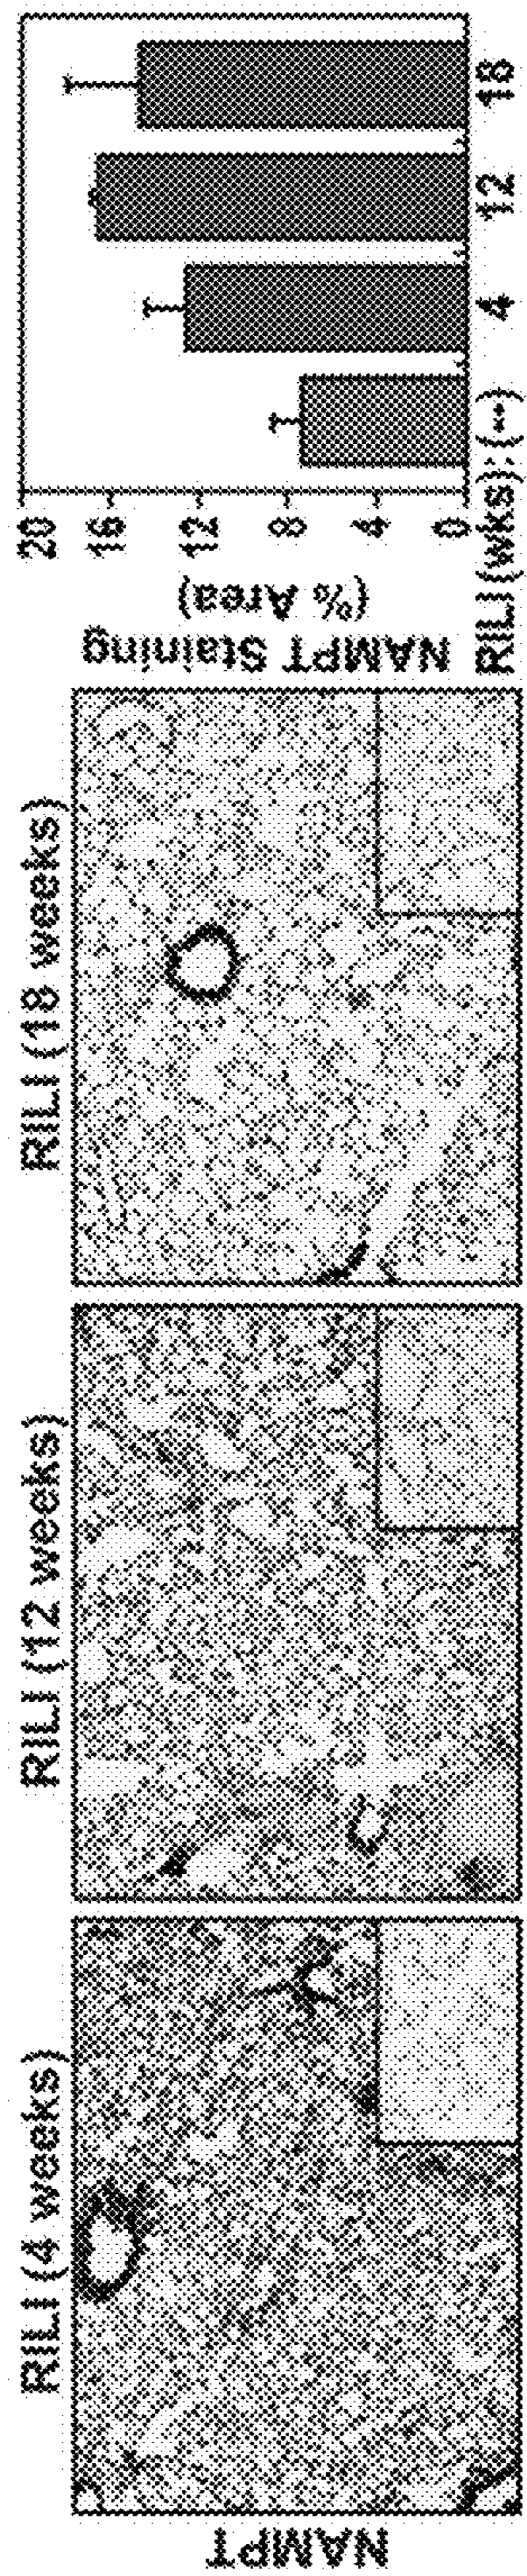 RILI (4 weeks)
RILI (12 weeks)
RILI (18 weeks)
NAMPT
NAMPT Staining
(% Area)
20
16
12
8
4
0
RILI (wks): (--) 4 12 18